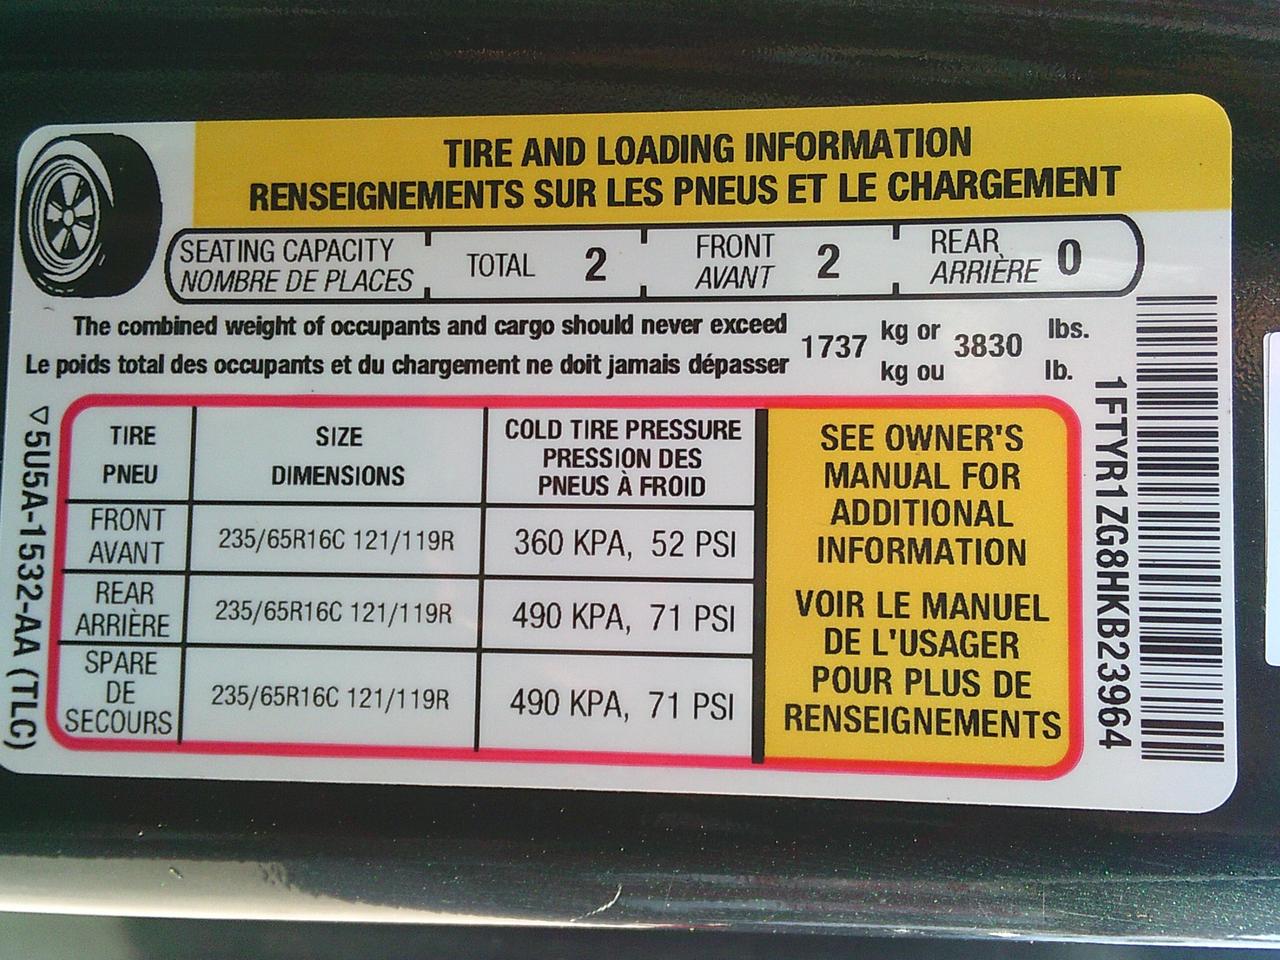 TIRE AND LOADING INFORMATION
RENSEIGNEMENTS SUR LES PNEUS ET LE CHARGEMENT
SEATING CAPACITY
NOMBRE DE PLACES
TOTAL 2
FRONT
AVANT
2
REAR
ARRIÈRE
0
The combined weight of occupants and cargo should never exceed
Le poids total des occupants et du chargement ne doit jamais dépasser
1737
kg or
kg ou
3830
lbs.
lb.
TIRE
PNEU
SIZE
DIMENSIONS
COLD TIRE PRESSURE
PRESSION DES
PNEUS À FROID
FRONT
AVANT
235/65R16C 121/119R
360 KPA, 52 PSI
REAR
ARRIÈRE
235/65R16C 121/119R
490 KPA, 71 PSI
SPARE
DE
SECOURS
235/65R16C 121/119R
490 KPA, 71 PSI
SEE OWNER'S
MANUAL FOR
ADDITIONAL
INFORMATION
VOIR LE MANUEL
DE L'USAGER
POUR PLUS DE
RENSEIGNEMENTS
▽5U5A-1532-AA (TLC)
1FTYR1ZG8HKB23964